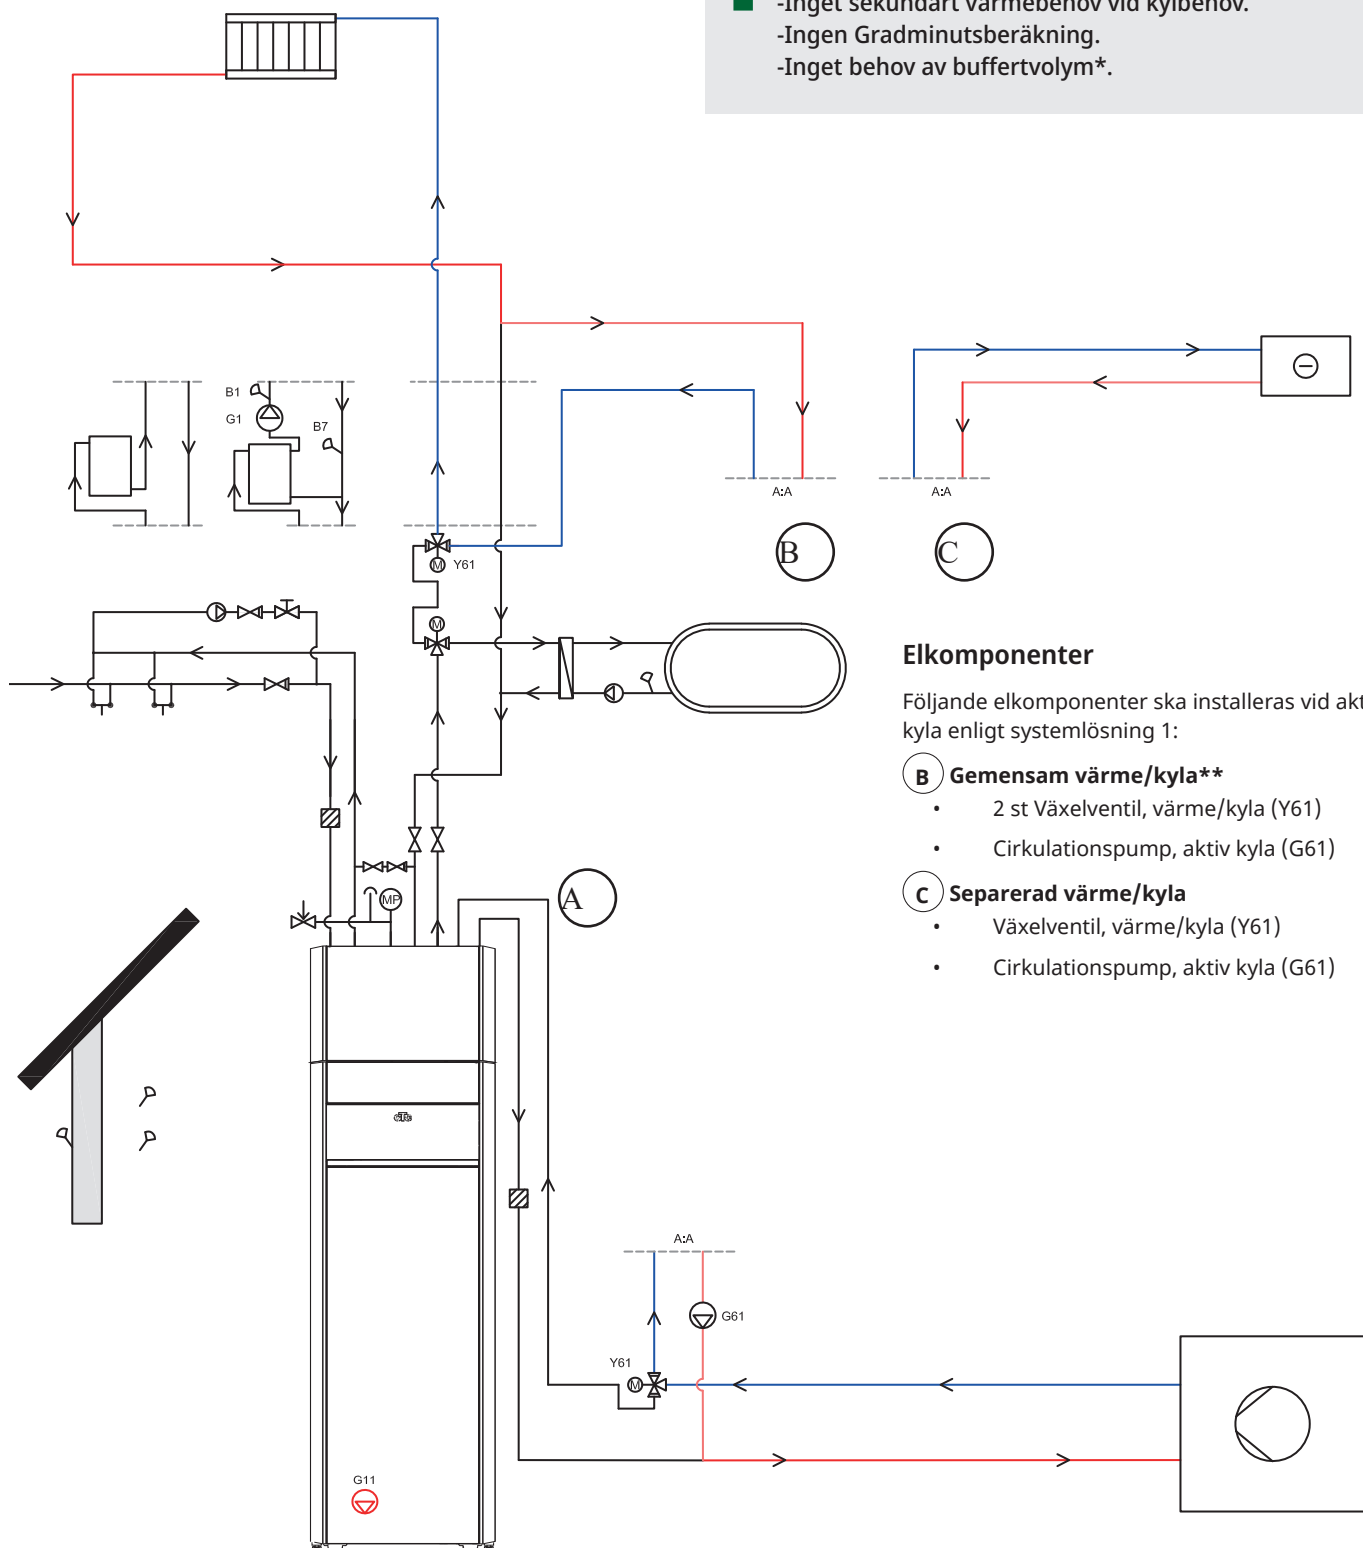 -Inget sekundärt värmebehov vid kylbehov.
-Ingen Gradminutsberäkning.
-Inget behov av buffertvolym*.
B1
G1
B7
A:A
A:A
B
C
M
Y61
M
Elkomponenter
Följande elkomponenter ska installeras vid akt
kyla enligt systemlösning 1:
B Gemensam värme/kyla**
• 2 st Växelventil, värme/kyla (Y61)
• Cirkulationspump, aktiv kyla (G61)
C Separerad värme/kyla
• Växelventil, värme/kyla (Y61)
• Cirkulationspump, aktiv kyla (G61)
MP
A
A:A
G61
Y61
M
G11